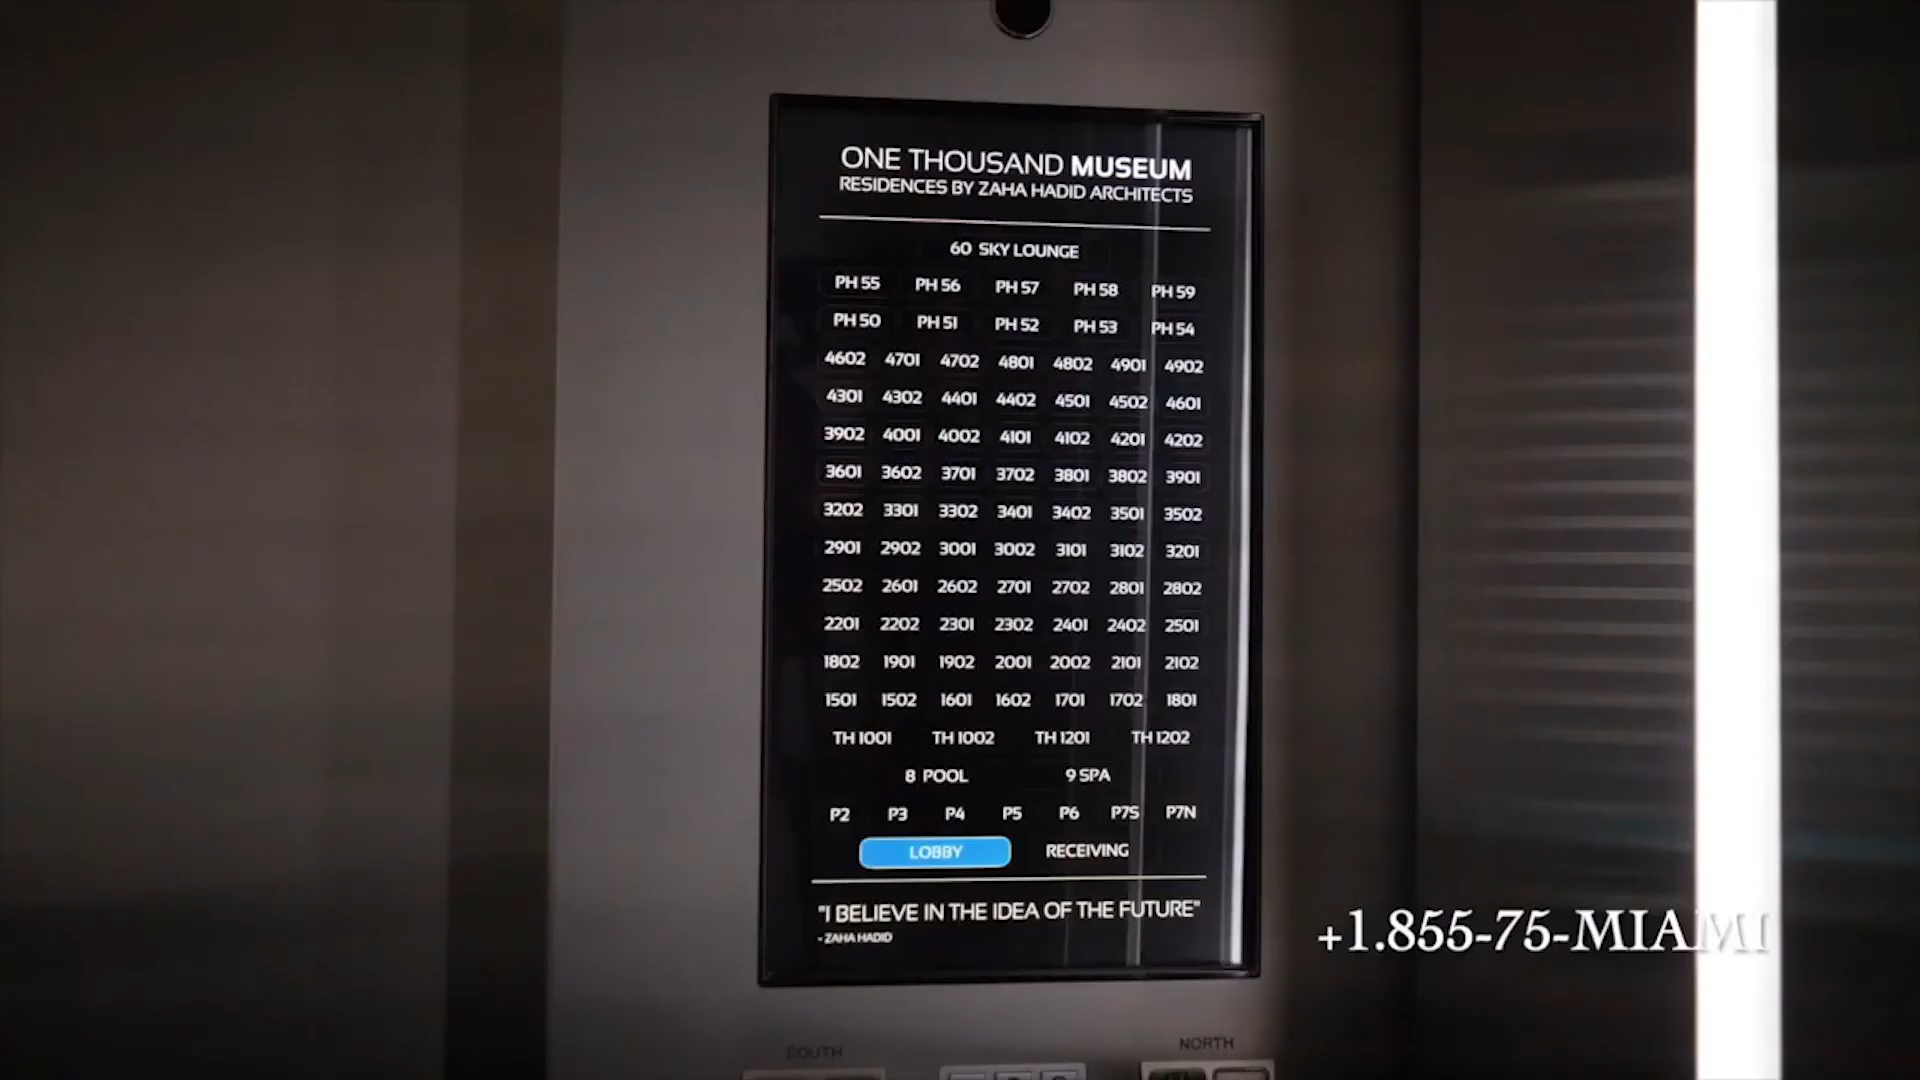 ONE THOUSAND MUSEUM
RESIDENCES BY ZAHA HADID ARCHITECTS
60 SKY LOUNGE
PH 55 PH 56 PH 57 PH 58 PH 59
PH 50 PH 51 PH 52 PH 53 PH 54
4602 4701 4702 4801 4802 4901 4902
4301 4302 4401 4402 4501 4502 4601
3902 4001 4002 4101 4102 4201 4202
3601 3602 3701 3702 3801 3802 3901
3202 3301 3302 3401 3402 3501 3502
2901 2902 3001 3002 3101 3102 3201
2502 2601 2602 2701 2702 2801 2802
2201 2202 2301 2302 2401 2402 2501
1802 1901 1902 2001 2002 2101 2102
1501 1502 1601 1602 1701 1702 1801
TH 1001 TH 1002 TH 1201 TH 1202
8 POOL 9 SPA
P2 P3 P4 P5 P6 P7S P7N
LOBBY RECEIVING
"I BELIEVE IN THE IDEA OF THE FUTURE"
- ZAHA HADID
+1.855-75-MIAMI
SOUTH NORTH